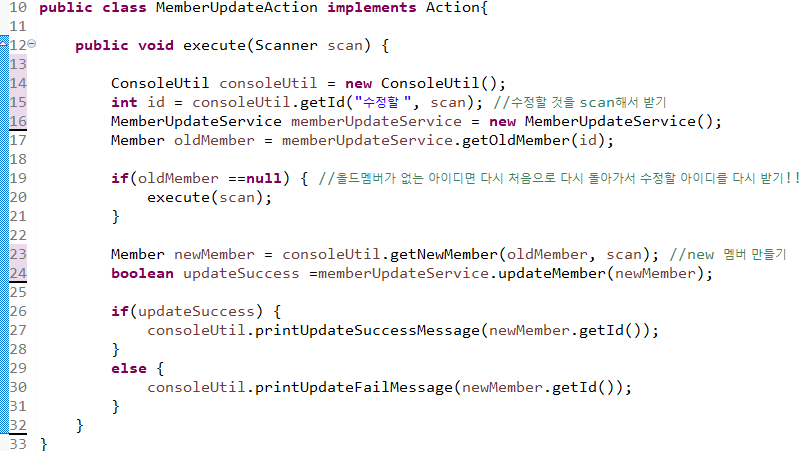 10 public class MemberUpdateAction implements Action{
11
12 public void execute(Scanner scan) {
13
14 ConsoleUtil consoleUtil = new ConsoleUtil();
15 int id = consoleUtil.getId("수정할 ", scan); //수정할 것을 scan해서 받기
16 MemberUpdateService memberUpdateService = new MemberUpdateService();
17 Member oldMember = memberUpdateService.getOldMember(id);
18
19 if(oldMember ==null) { //올드멤버가 없는 아이디면 다시 처음으로 다시 돌아가서 수정할 아이디를 다시 받기!!
20 execute(scan);
21 }
22
23 Member newMember = consoleUtil.getNewMember(oldMember, scan); //new 멤버 만들기
24 boolean updateSuccess =memberUpdateService.updateMember(newMember);
25
26 if(updateSuccess) {
27 consoleUtil.printUpdateSuccessMessage(newMember.getId());
28 }
29 else {
30 consoleUtil.printUpdateFailMessage(newMember.getId());
31 }
32 }
33 }